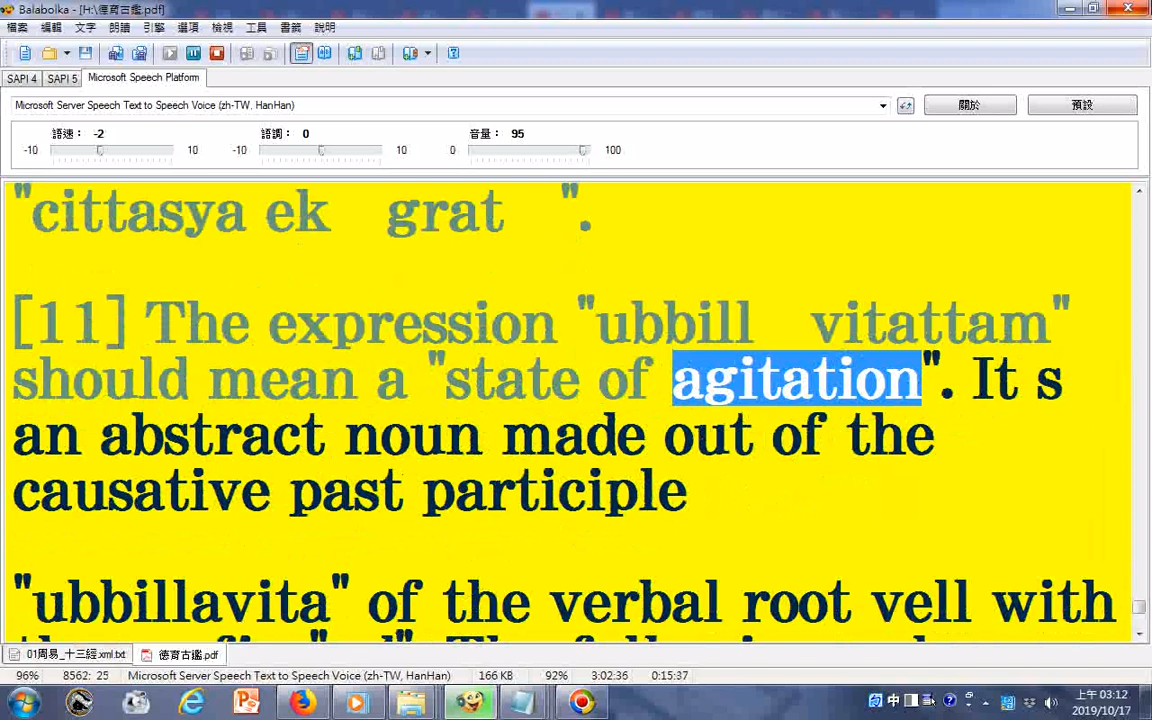 Balabolka - [H:\德育古鑑.pdf]
檔案 編輯 文字 朗讀 引擎 選項 檢視 工具 書籤 說明
SAPI 4 SAPI 5 Microsoft Speech Platform
Microsoft Server Speech Text to Speech Voice (zh-TW, HanHan) 關於 預設
語速： -2 語調： 0 音量： 95
-10 10 -10 10 0 100
"cittasya ek grat ".
[11] The expression "ubbill vitattam"
should mean a "state of agitation". It s
an abstract noun made out of the
causative past participle
"ubbillavita" of the verbal root vell with
01周易_十三經.xml.txt 德育古鑑.pdf
96% 8562: 25 Microsoft Server Speech Text to Speech Voice (zh-TW, HanHan) 166 KB 92% 3:02:36 0:15:37
中 上午 03:12
2019/10/17